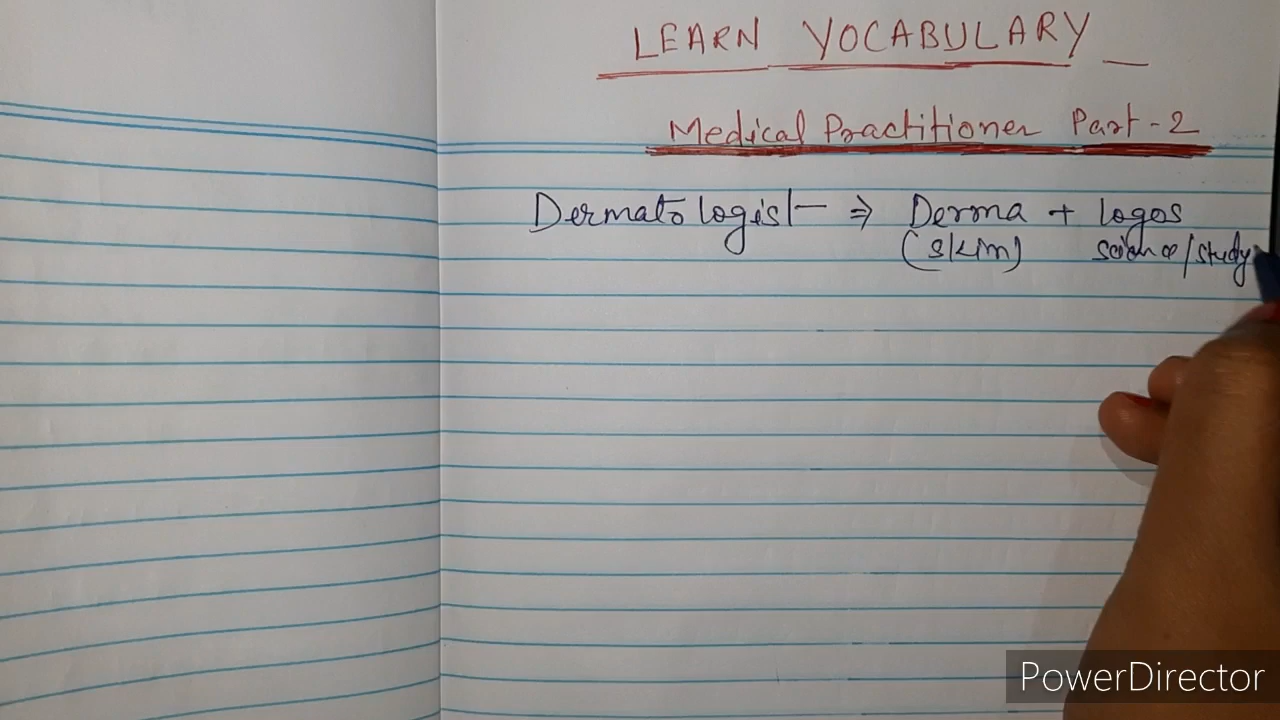 LEARN VOCABULARY
Medical Practitioner Part-2
Dermatologist- ⇒ Derma + logos
(skin) science/study
PowerDirector